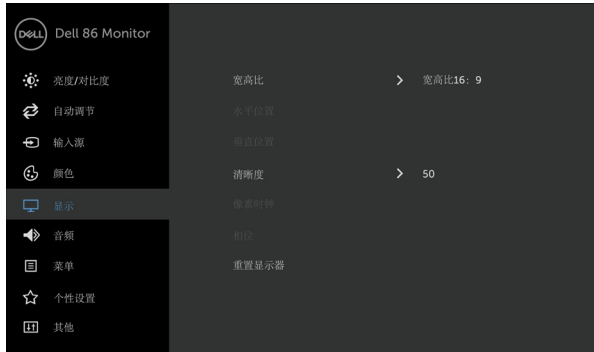 DELL Dell 86 Monitor
亮度/对比度
自动调节
输入源
颜色
显示
音频
菜单
个性设置
其他
宽高比 宽高比16: 9
水平位置
垂直位置
清晰度 50
像素时钟
相位
重置显示器